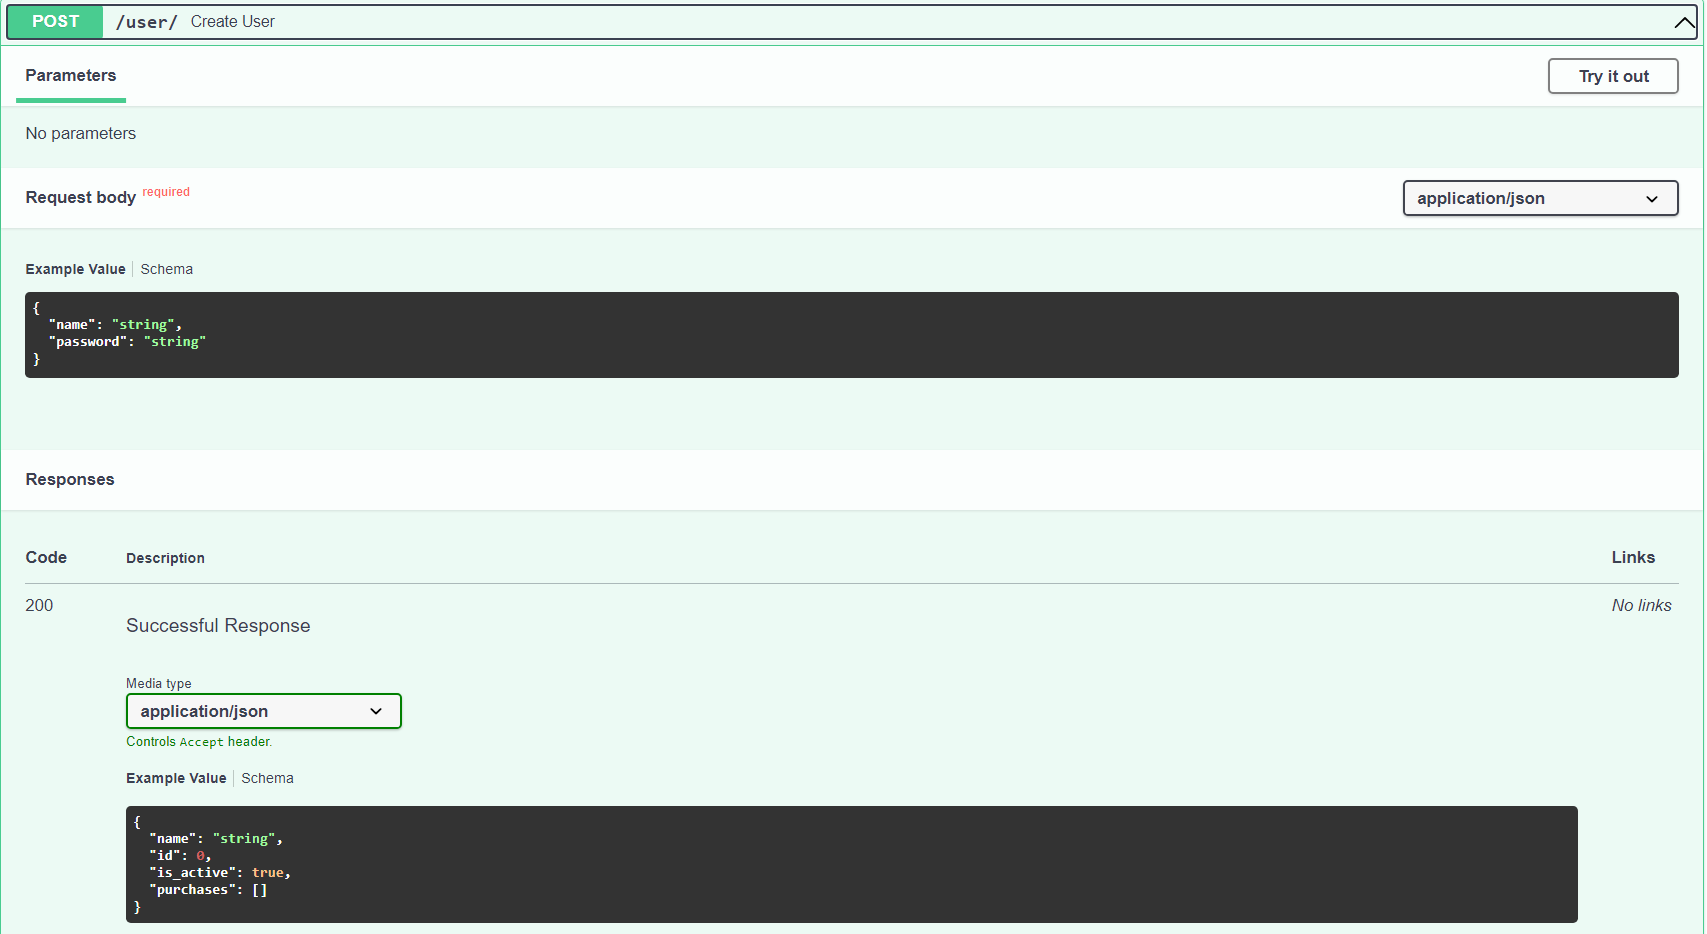 POST /user/ Create User
Parameters
Try it out
No parameters
Request body required
application/json
Example Value Schema
{
  "name": "string",
  "password": "string"
}
Responses
Code Description Links
200 No links
Successful Response
Media type
application/json
Controls Accept header.
Example Value Schema
{
  "name": "string",
  "id": 0,
  "is_active": true,
  "purchases": []
}